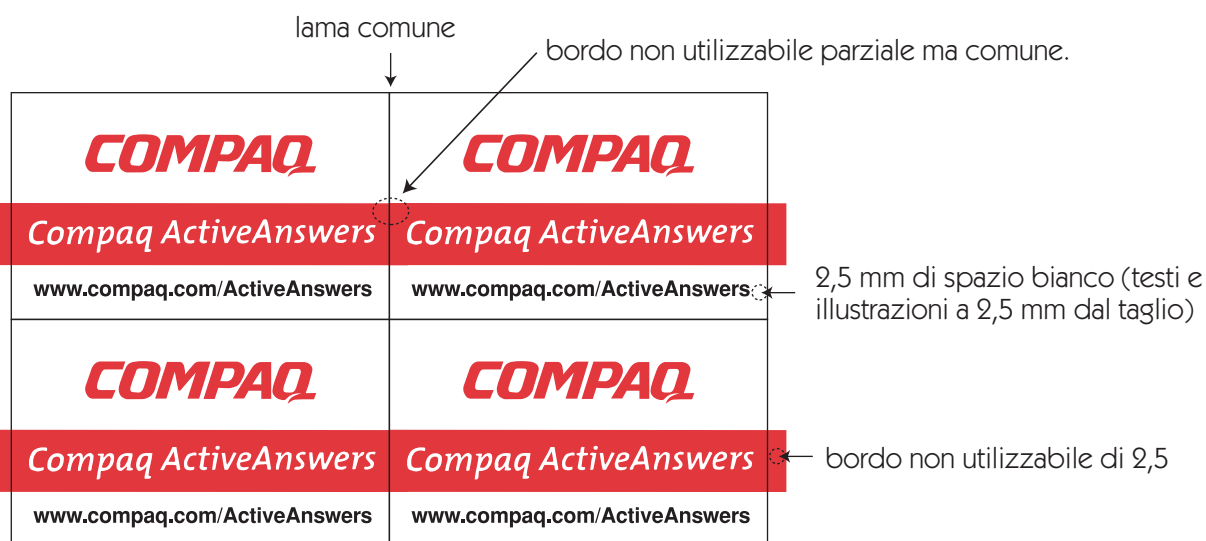 lama comune
bordo non utilizzabile parziale ma comune.
COMPAQ COMPAQ
Compaq ActiveAnswers Compaq ActiveAnswers
www.compaq.com/ActiveAnswers www.compaq.com/ActiveAnswers
2,5 mm di spazio bianco (testi e
illustrazioni a 2,5 mm dal taglio)
COMPAQ COMPAQ
Compaq ActiveAnswers Compaq ActiveAnswers
bordo non utilizzabile di 2,5
www.compaq.com/ActiveAnswers www.compaq.com/ActiveAnswers